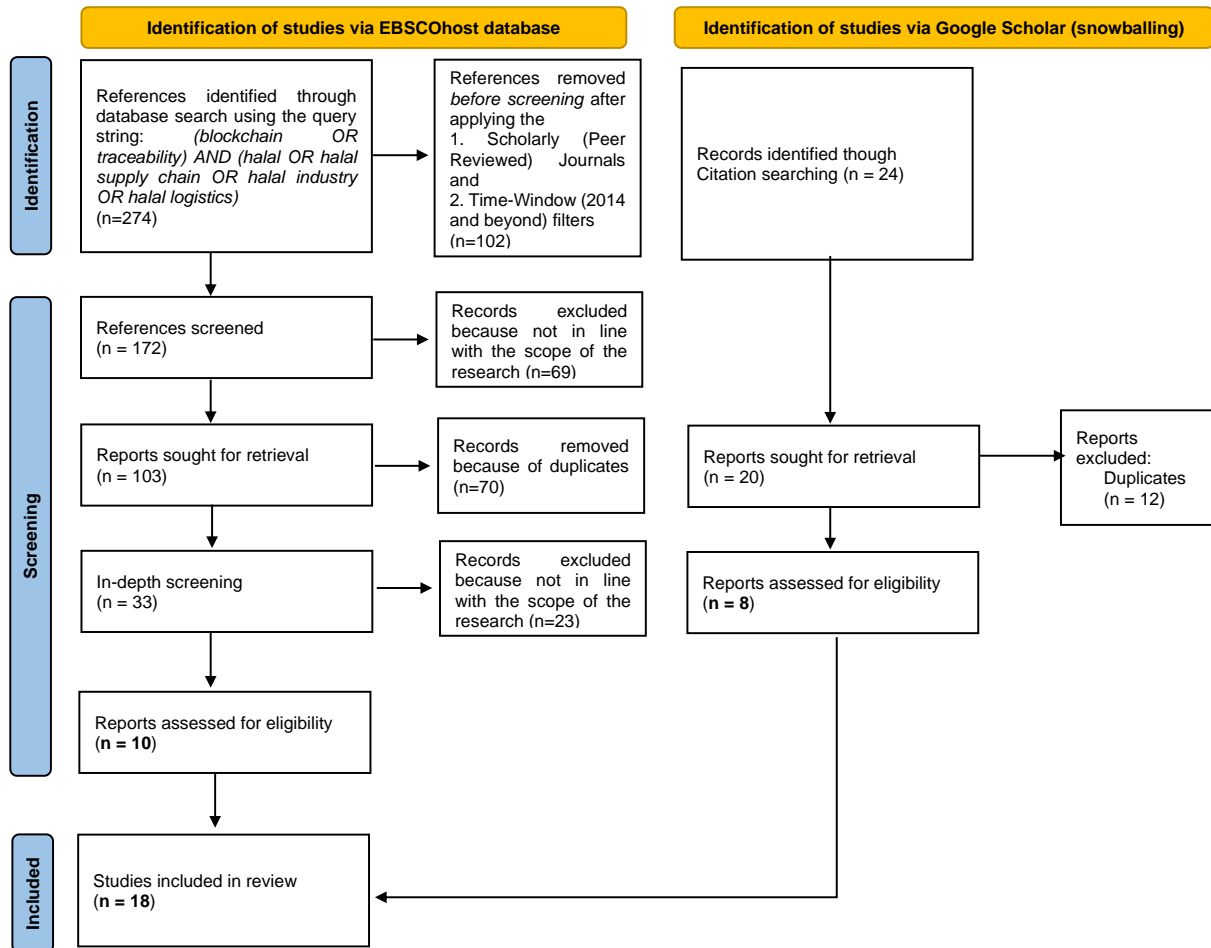 Identification of studies via EBSCOhost database
Identification of studies via Google Scholar (snowballing)
Identification
References identified through
database search using the query
string: (blockchain OR
traceability) AND (halal OR halal
supply chain OR halal industry
OR halal logistics)
(n=274)
References removed
before screening after
applying the
1. Scholarly (Peer
Reviewed) Journals
and
2. Time-Window (2014
and beyond) filters
(n=102)
Records identified though
Citation searching (n = 24)
Screening
References screened
(n = 172)
Records excluded
because not in line
with the scope of the
research (n=69)
Reports sought for retrieval
(n = 103)
Records removed
because of duplicates
(n=70)
Reports sought for retrieval
(n = 20)
Reports
excluded:
Duplicates
(n = 12)
In-depth screening
(n = 33)
Records excluded
because not in line
with the scope of the
research (n=23)
Reports assessed for eligibility
(n = 8)
Reports assessed for eligibility
(n = 10)
Included
Studies included in review
(n = 18)